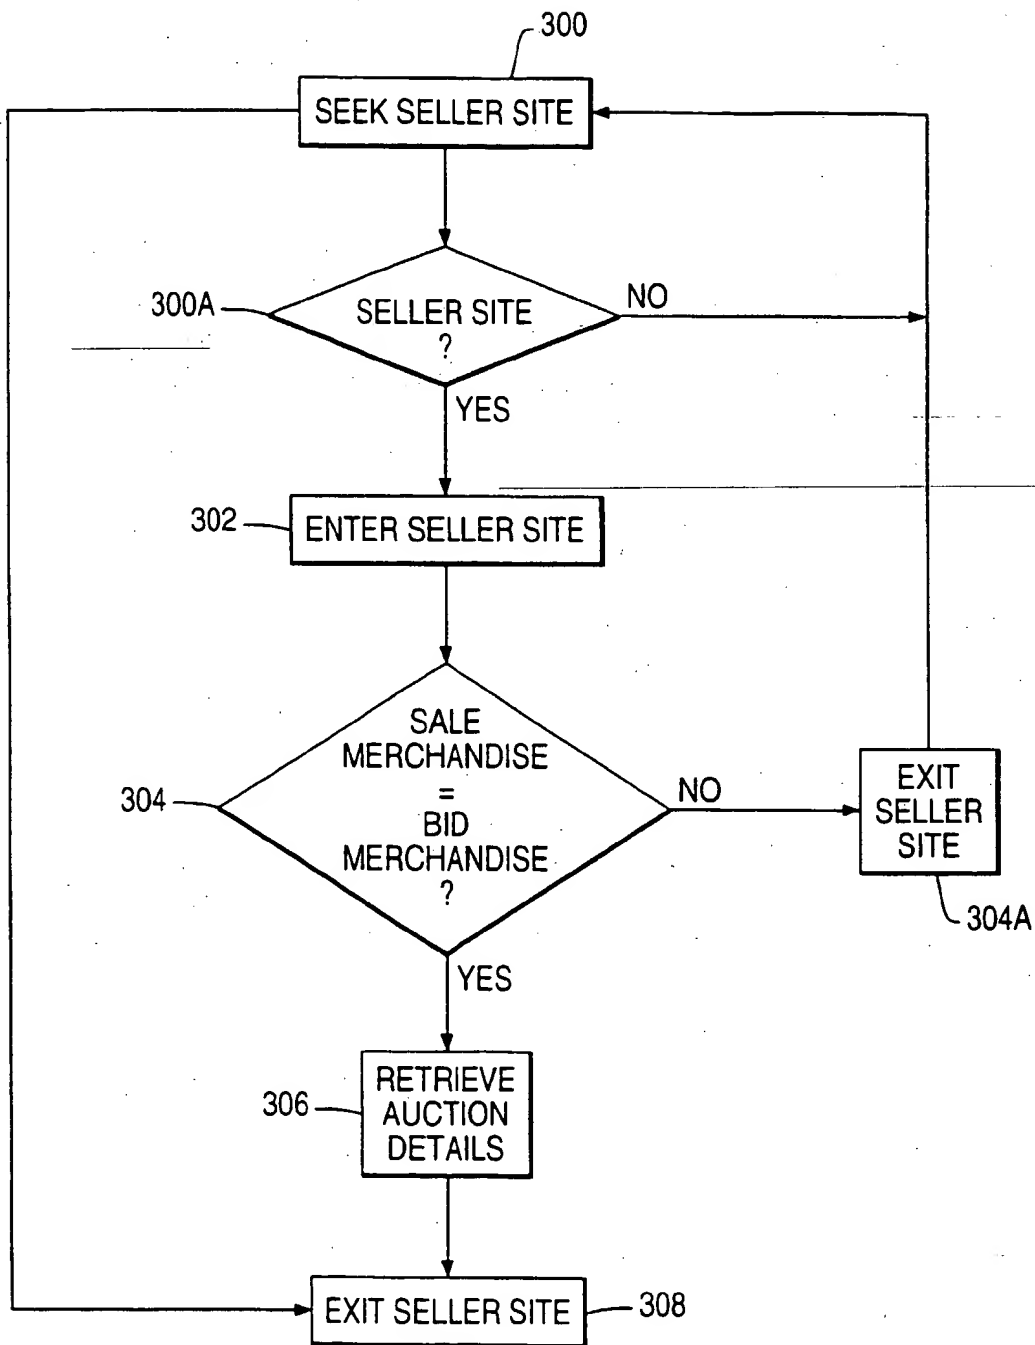 300
SEEK SELLER SITE
300A
SELLER SITE
?
NO
YES
302
ENTER SELLER SITE
304
SALE
MERCHANDISE
=
BID
MERCHANDISE
?
NO
EXIT
SELLER
SITE
304A
YES
306
RETRIEVE
AUCTION
DETAILS
EXIT SELLER SITE
308